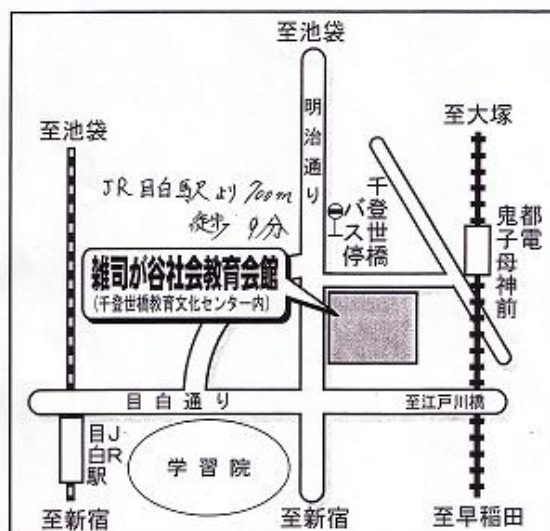 至池袋
至池袋
明治通り
至大塚
JR目白駅より700m
徒歩9分
千登世橋
バス停
都電
鬼子母神前
雑司が谷社会教育会館
(千登世橋教育文化センター内)
目白通り
至江戸川橋
JR
目白駅
学習院
至新宿
至新宿
至早稲田